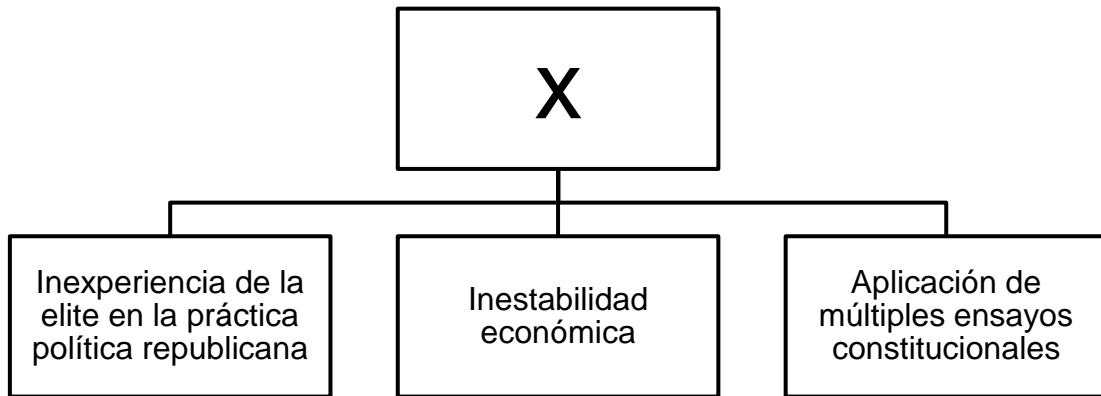 X
Inexperiencia de la
elite en la práctica
política republicana
Inestabilidad
económica
Aplicación de
múltiples ensayos
constitucionales